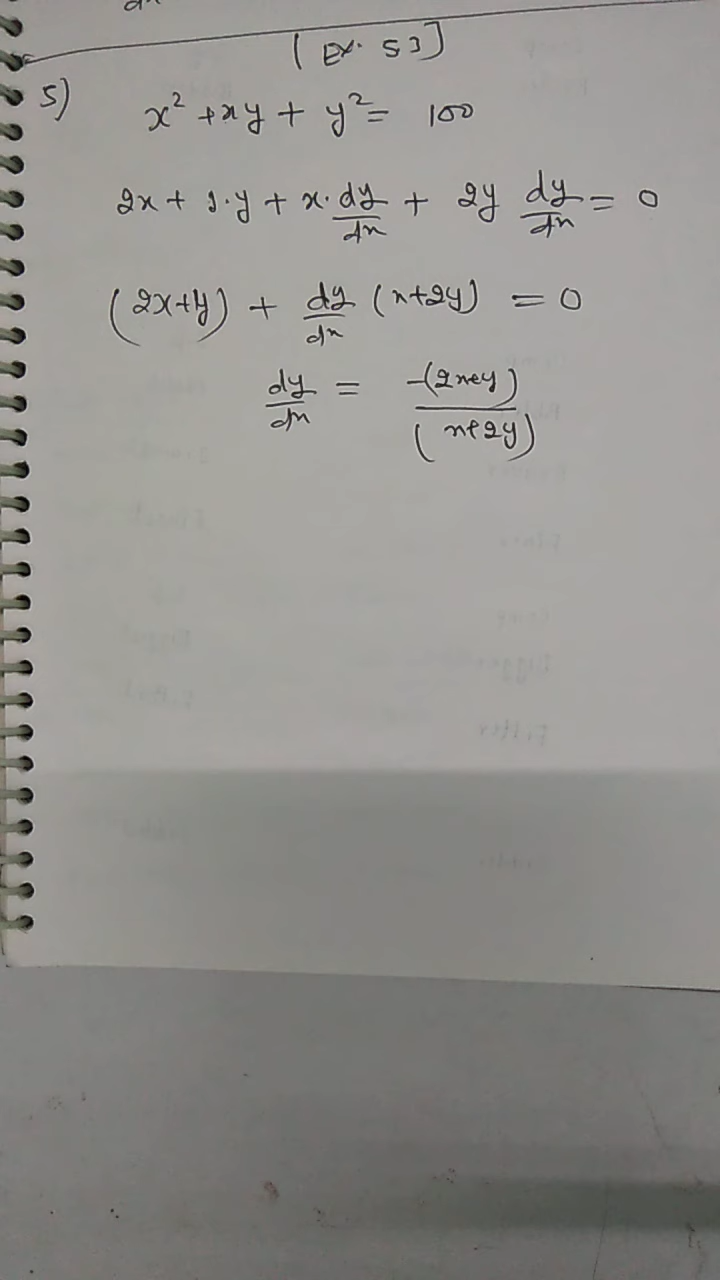 [Ex. 5.3]
5) x² + xy + y² = 100
2x + 1·y + x·dy/dx + 2y dy/dx = 0
(2x+y) + dy/dx (x+2y) = 0
dy/dx = -(2x+y)/(x+2y)